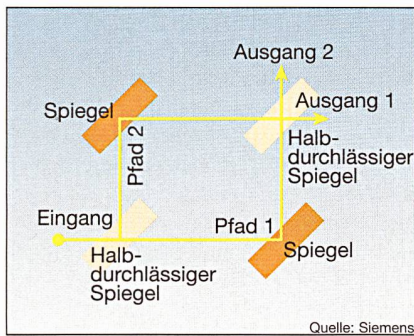 Ausgang 2
Spiegel
Ausgang 1
Pfad 2
Halb-
durchlässiger
Spiegel
Eingang
Pfad 1
Halb-
durchlässiger
Spiegel
Spiegel
Quelle: Siemens